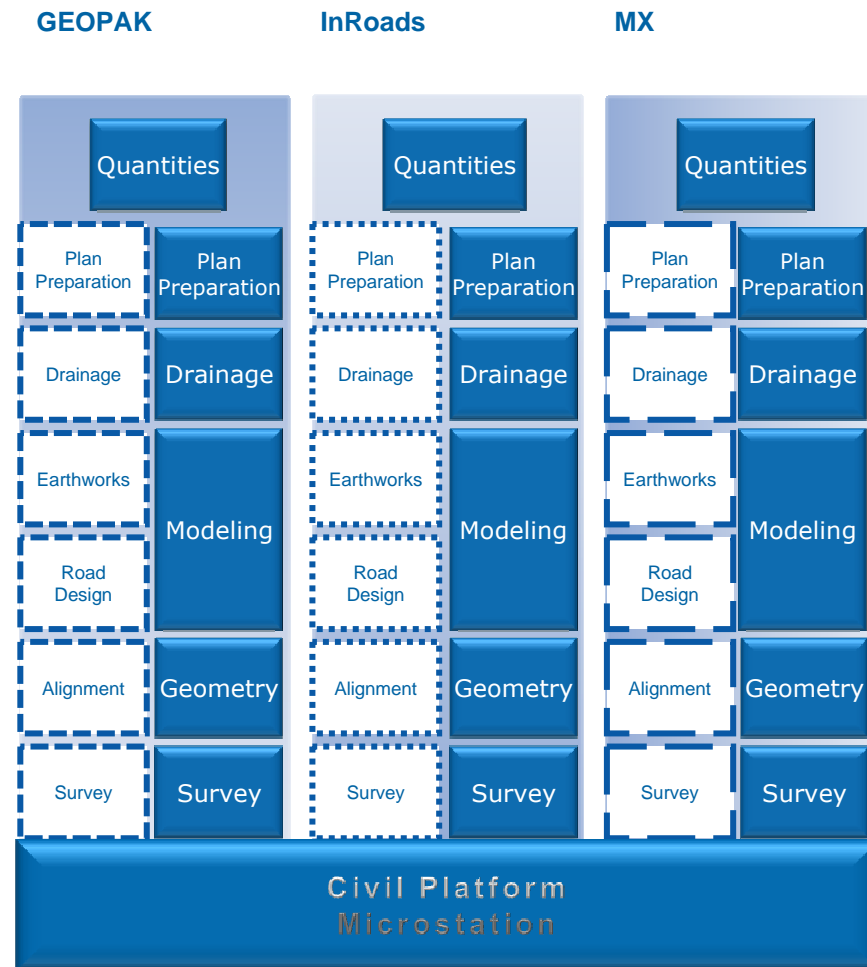 GEOPAK
InRoads
MX
Quantities
Quantities
Quantities
Plan
Preparation
Plan
Preparation
Plan
Preparation
Plan
Preparation
Plan
Preparation
Plan
Preparation
Drainage
Drainage
Drainage
Drainage
Drainage
Drainage
Earthworks
Modeling
Earthworks
Modeling
Earthworks
Modeling
Road
Design
Road
Design
Road
Design
Alignment
Geometry
Alignment
Geometry
Alignment
Geometry
Survey
Survey
Survey
Survey
Survey
Survey
Civil Platform
Microstation